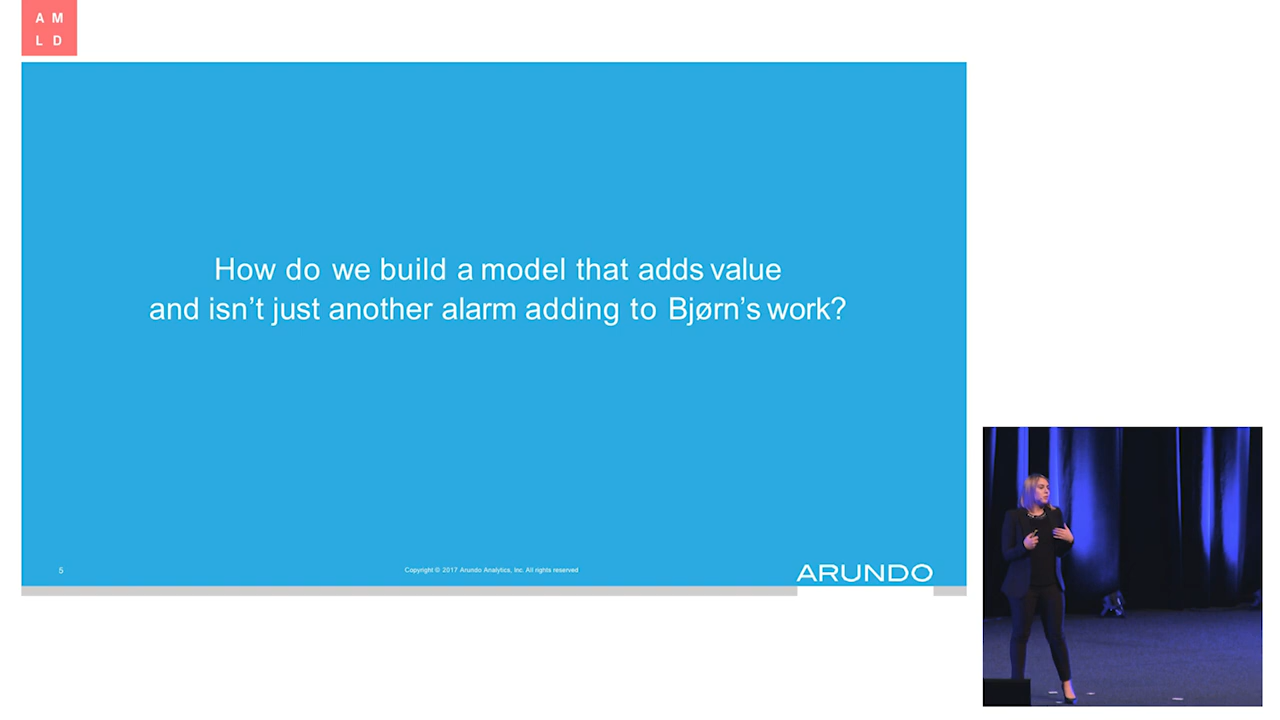 A M
L D
How do we build a model that adds value
and isn’t just another alarm adding to Bjørn’s work?
5
Copyright © 2017 Arundo Analytics, Inc. All rights reserved
ARUNDO